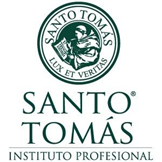 SANTO TOMÁS
LUX ET VERITAS
SANTO®
TOMÁS
INSTITUTO PROFESIONAL